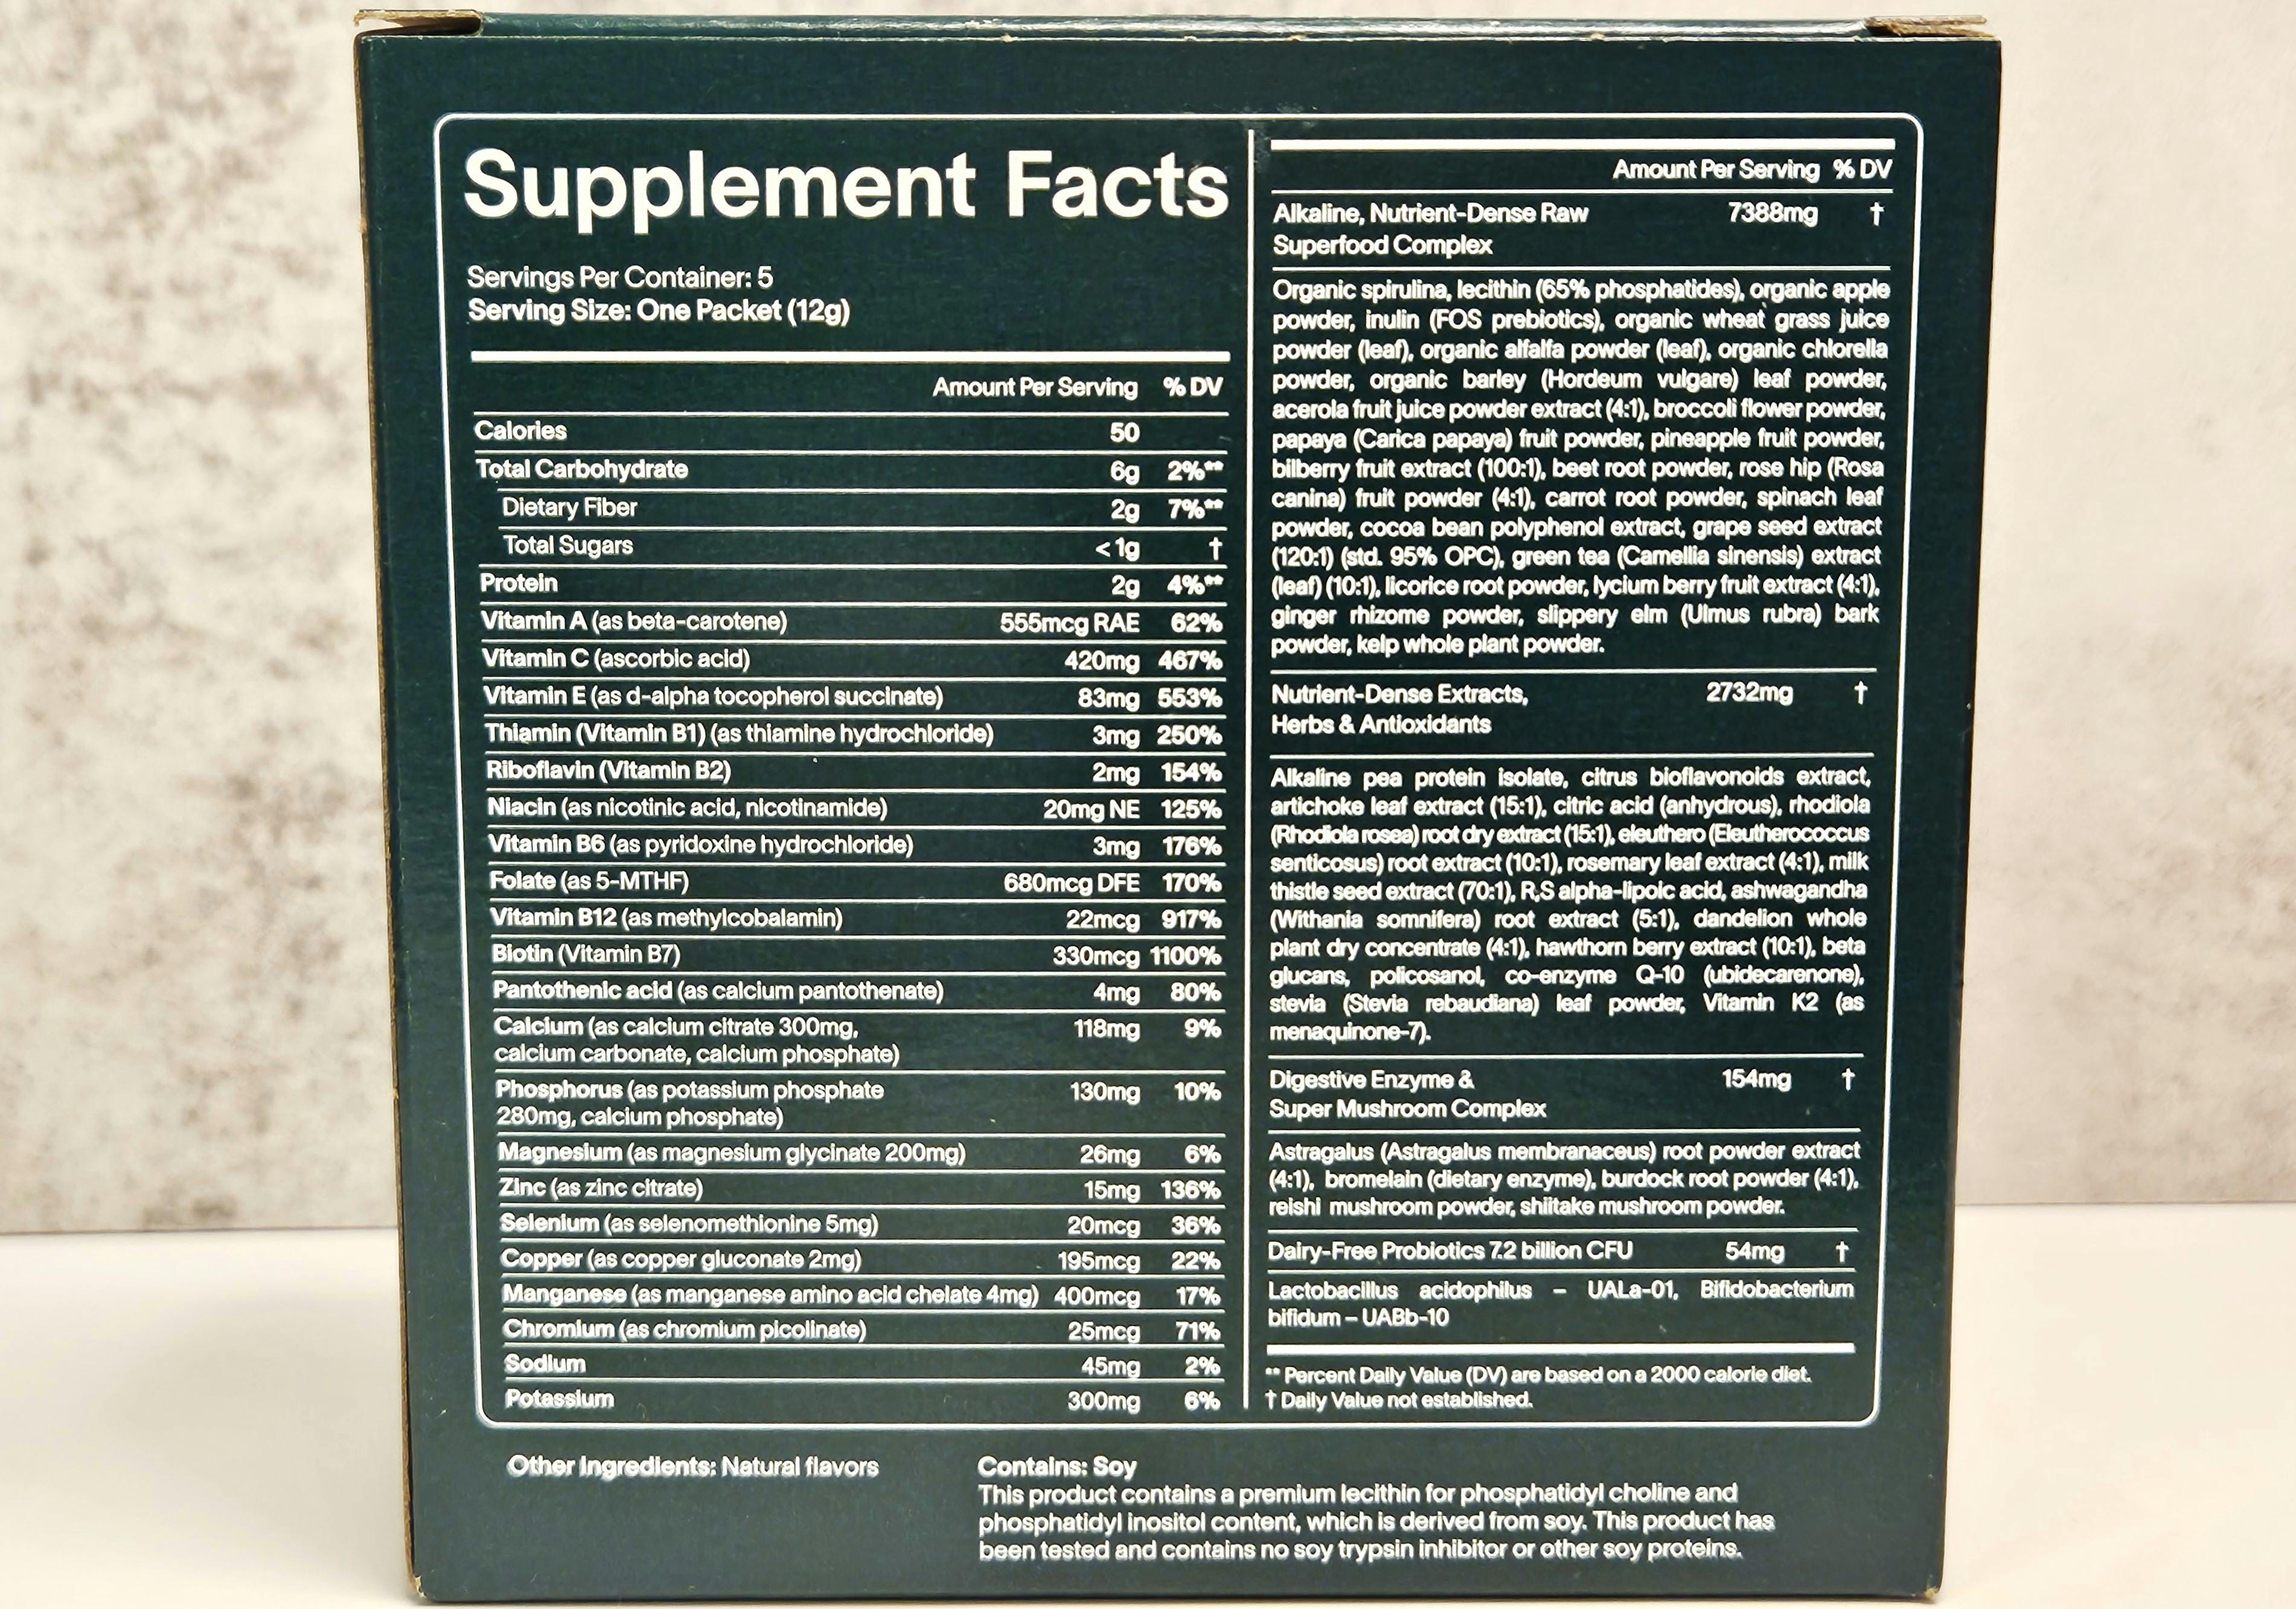 Supplement Facts
Servings Per Container: 5
Serving Size: One Packet (12g)
Amount Per Serving % DV
Calories 50
Total Carbohydrate 6g 2%**
Dietary Fiber 2g 7%**
Total Sugars <1g †
Protein 2g 4%**
Vitamin A (as beta-carotene) 555mcg RAE 62%
Vitamin C (ascorbic acid) 420mg 467%
Vitamin E (as d-alpha tocopherol succinate) 83mg 553%
Thiamin (Vitamin B1) (as thiamine hydrochloride) 3mg 250%
Riboflavin (Vitamin B2) 2mg 154%
Niacin (as nicotinic acid, nicotinamide) 20mg NE 125%
Vitamin B6 (as pyridoxine hydrochloride) 3mg 176%
Folate (as 5-MTHF) 680mcg DFE 170%
Vitamin B12 (as methylcobalamin) 22mcg 917%
Biotin (Vitamin B7) 330mcg 1100%
Pantothenic acid (as calcium pantothenate) 4mg 80%
Calcium (as calcium citrate 300mg, 118mg 9%
calcium carbonate, calcium phosphate)
Phosphorus (as potassium phosphate 130mg 10%
280mg, calcium phosphate)
Magnesium (as magnesium glycinate 200mg) 26mg 6%
Zinc (as zinc citrate) 15mg 136%
Selenium (as selenomethionine 5mg) 20mcg 36%
Copper (as copper gluconate 2mg) 195mcg 22%
Manganese (as manganese amino acid chelate 4mg) 400mcg 17%
Chromium (as chromium picolinate) 25mcg 71%
Sodium 45mg 2%
Potassium 300mg 6%
Amount Per Serving % DV
Alkaline, Nutrient-Dense Raw 7388mg †
Superfood Complex
Organic spirulina, lecithin (65% phosphatides), organic apple
powder, inulin (FOS prebiotics), organic wheat grass juice
powder (leaf), organic alfalfa powder (leaf), organic chlorella
powder, organic barley (Hordeum vulgare) leaf powder,
acerola fruit juice powder extract (4:1), broccoli flower powder,
papaya (Carica papaya) fruit powder, pineapple fruit powder,
bilberry fruit extract (100:1), beet root powder, rose hip (Rosa
canina) fruit powder (4:1), carrot root powder, spinach leaf
powder, cocoa bean polyphenol extract, grape seed extract
(120:1) (std. 95% OPC), green tea (Camellia sinensis) extract
(leaf) (10:1), licorice root powder, lycium berry fruit extract (4:1),
ginger rhizome powder, slippery elm (Ulmus rubra) bark
powder, kelp whole plant powder.
Nutrient-Dense Extracts, 2732mg †
Herbs & Antioxidants
Alkaline pea protein isolate, citrus bioflavonoids extract,
artichoke leaf extract (15:1), citric acid (anhydrous), rhodiola
(Rhodiola rosea) root dry extract (15:1), eleuthero (Eleutherococcus
senticosus) root extract (10:1), rosemary leaf extract (4:1), milk
thistle seed extract (70:1), R,S alpha-lipoic acid, ashwagandha
(Withania somnifera) root extract (5:1), dandelion whole
plant dry concentrate (4:1), hawthorn berry extract (10:1), beta
glucans, policosanol, co-enzyme Q-10 (ubidecarenone),
stevia (Stevia rebaudiana) leaf powder, Vitamin K2 (as
menaquinone-7).
Digestive Enzyme & 154mg †
Super Mushroom Complex
Astragalus (Astragalus membranaceus) root powder extract
(4:1), bromelain (dietary enzyme), burdock root powder (4:1),
reishi mushroom powder, shiitake mushroom powder.
Dairy-Free Probiotics 7.2 billion CFU 54mg †
Lactobacillus acidophilus – UALa-01, Bifidobacterium
bifidum – UABb-10
** Percent Daily Value (DV) are based on a 2000 calorie diet.
† Daily Value not established.
Other Ingredients: Natural flavors
Contains: Soy
This product contains a premium lecithin for phosphatidyl choline and
phosphatidyl inositol content, which is derived from soy. This product has
been tested and contains no soy trypsin inhibitor or other soy proteins.